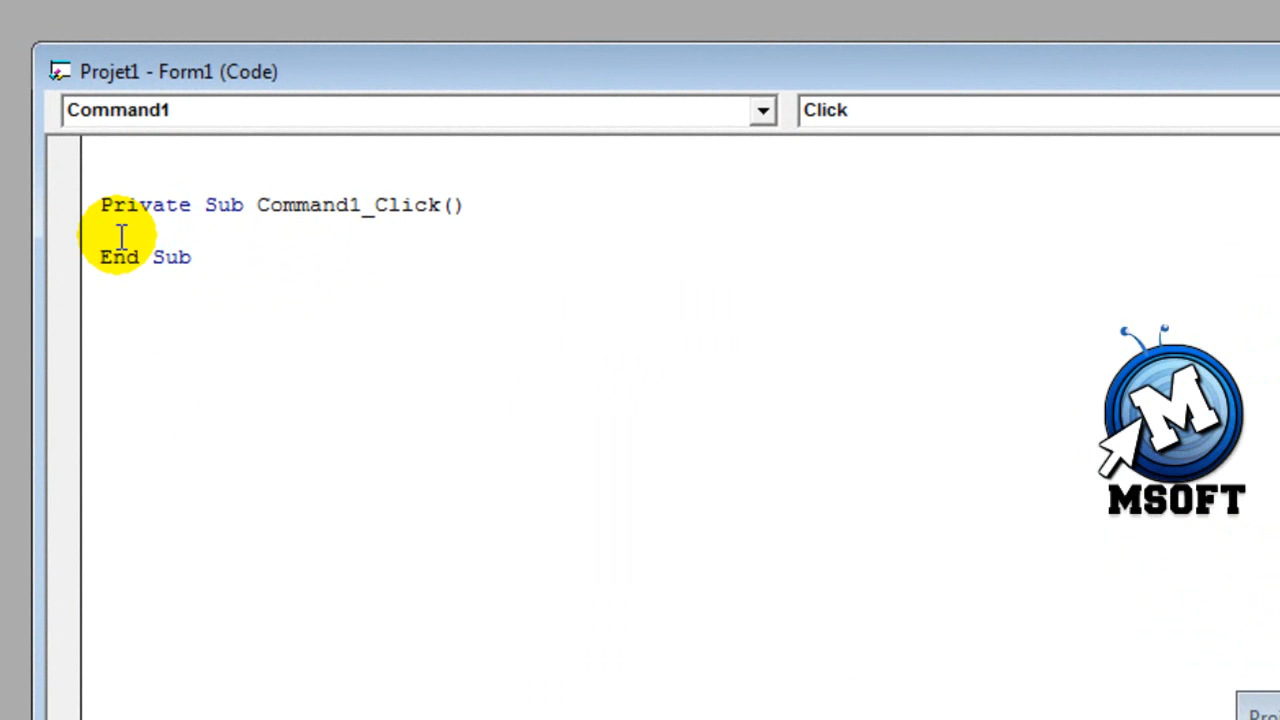 Projet1 - Form1 (Code)
Command1
Click
Private Sub Command1_Click()
End Sub
M
MSOFT